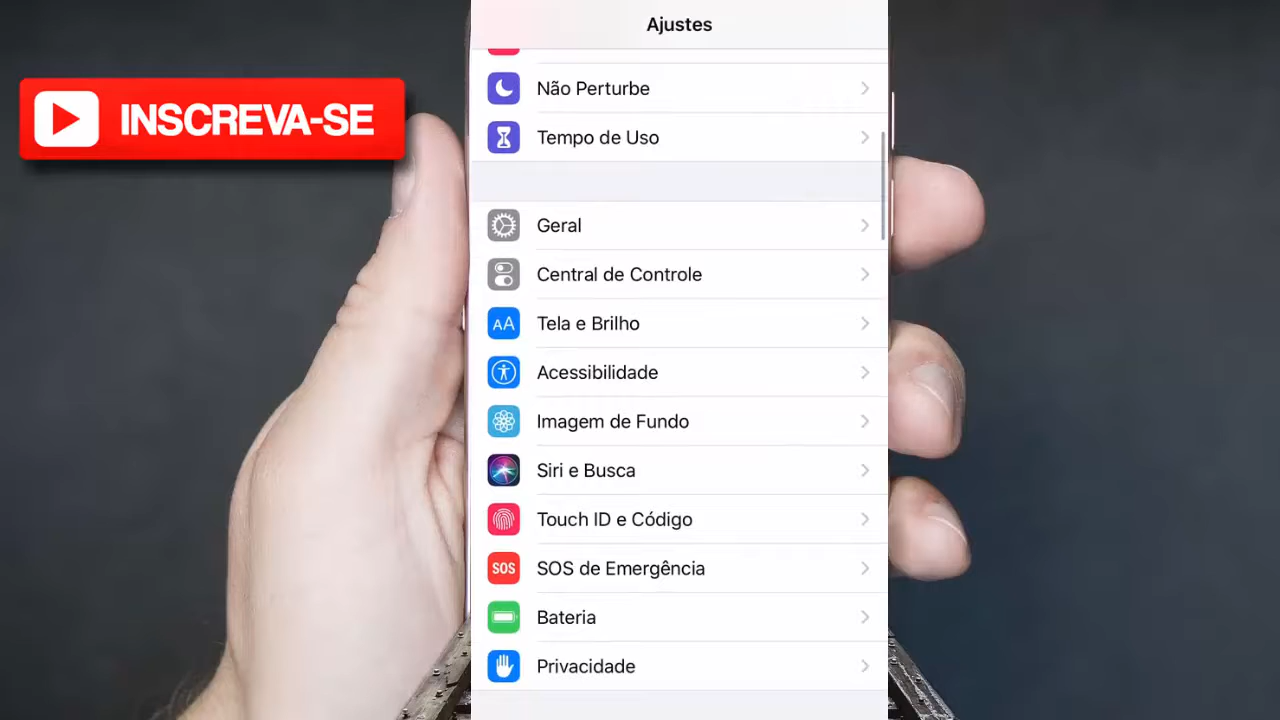 Ajustes
INSCREVA-SE
Não Perturbe
Tempo de Uso
Geral
Central de Controle
AA Tela e Brilho
Acessibilidade
Imagem de Fundo
Siri e Busca
Touch ID e Código
SOS SOS de Emergência
Bateria
Privacidade